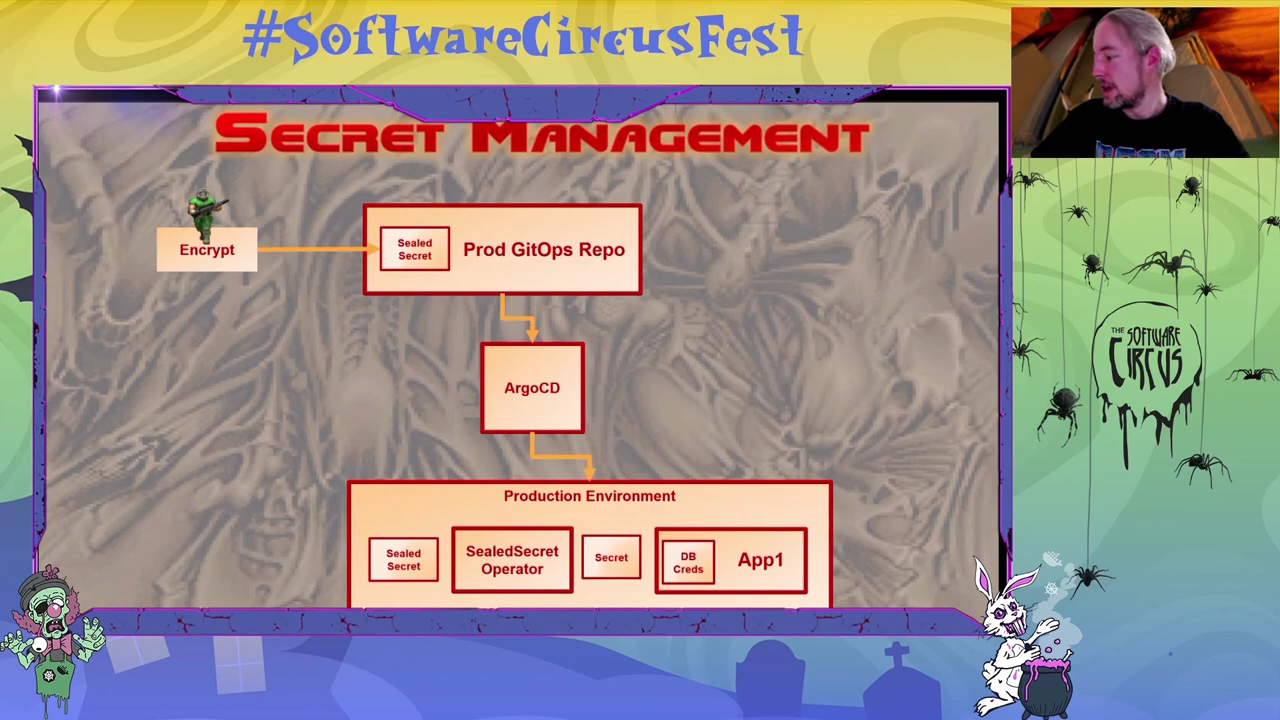 #SoftwareCircusFest
Secret Management
Encrypt
Sealed
Secret
Prod GitOps Repo
ArgoCD
Production Environment
Sealed
Secret
SealedSecret
Operator
Secret
DB
Creds
App1
THE
SOFTWARE
CIRCUS